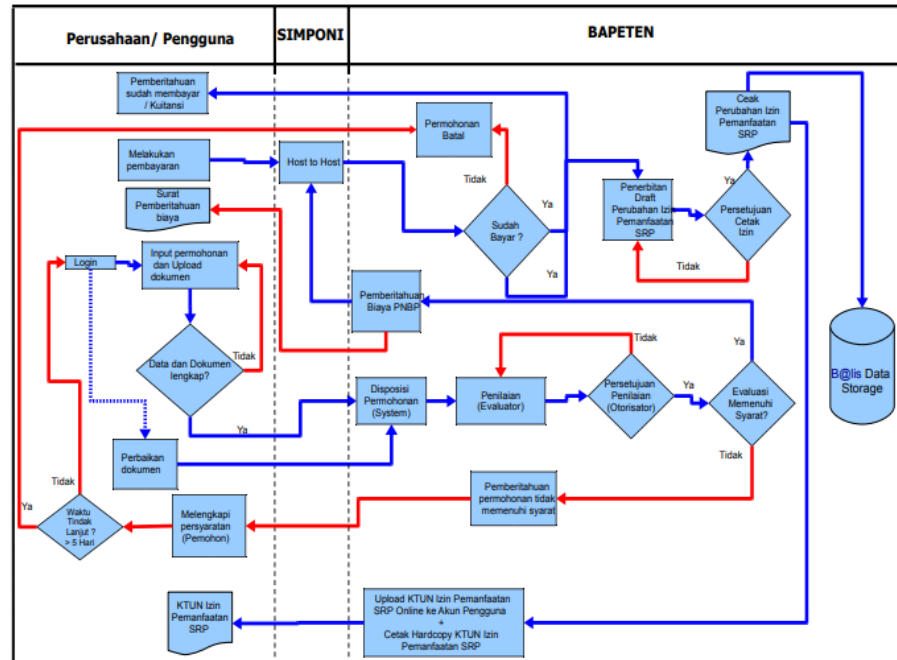 Perusahaan/ Pengguna
SIMPONI
BAPETEN
Pemberitahuan
sudah membayar
/ Kuitansi
Permohonan
Batal
Ceak
Perubahan Izin
Pemanfaatan
SRP
Melakukan
pembayaran
Host to Host
Tidak
Ya
Surat
Pemberitahuan
biaya
Sudah
Bayar ?
Ya
Ya
Penerbitan
Draft
Perubahan Izin
Pemanfaatan
SRP
Persetujuan
Cetak
Izin
Tidak
Login
Input permohonan
dan Upload
dokumen
Pemberitahuan
Biaya PNBP
Data dan Dokumen
lengkap?
Tidak
Ya
Disposisi
Permohonan
(System)
Penilaian
(Evaluator)
Tidak
Persetujuan
Penilaian
(Otorisator)
Ya
Ya
Evaluasi
Memenuhi
Syarat?
Tidak
B@lis Data
Storage
Perbaikan
dokumen
Tidak
Ya
Waktu
Tindak
Lanjut ?
> 5 Hari
Melengkapi
persyaratan
(Pemohon)
Pemberitahuan
permohonan tidak
memenuhi syarat
KTUN Izin
Pemanfaatan
SRP
Upload KTUN Izin Pemanfaatan
SRP Online ke Akun Pengguna
+
Cetak Hardcopy KTUN Izin
Pemanfaatan SRP